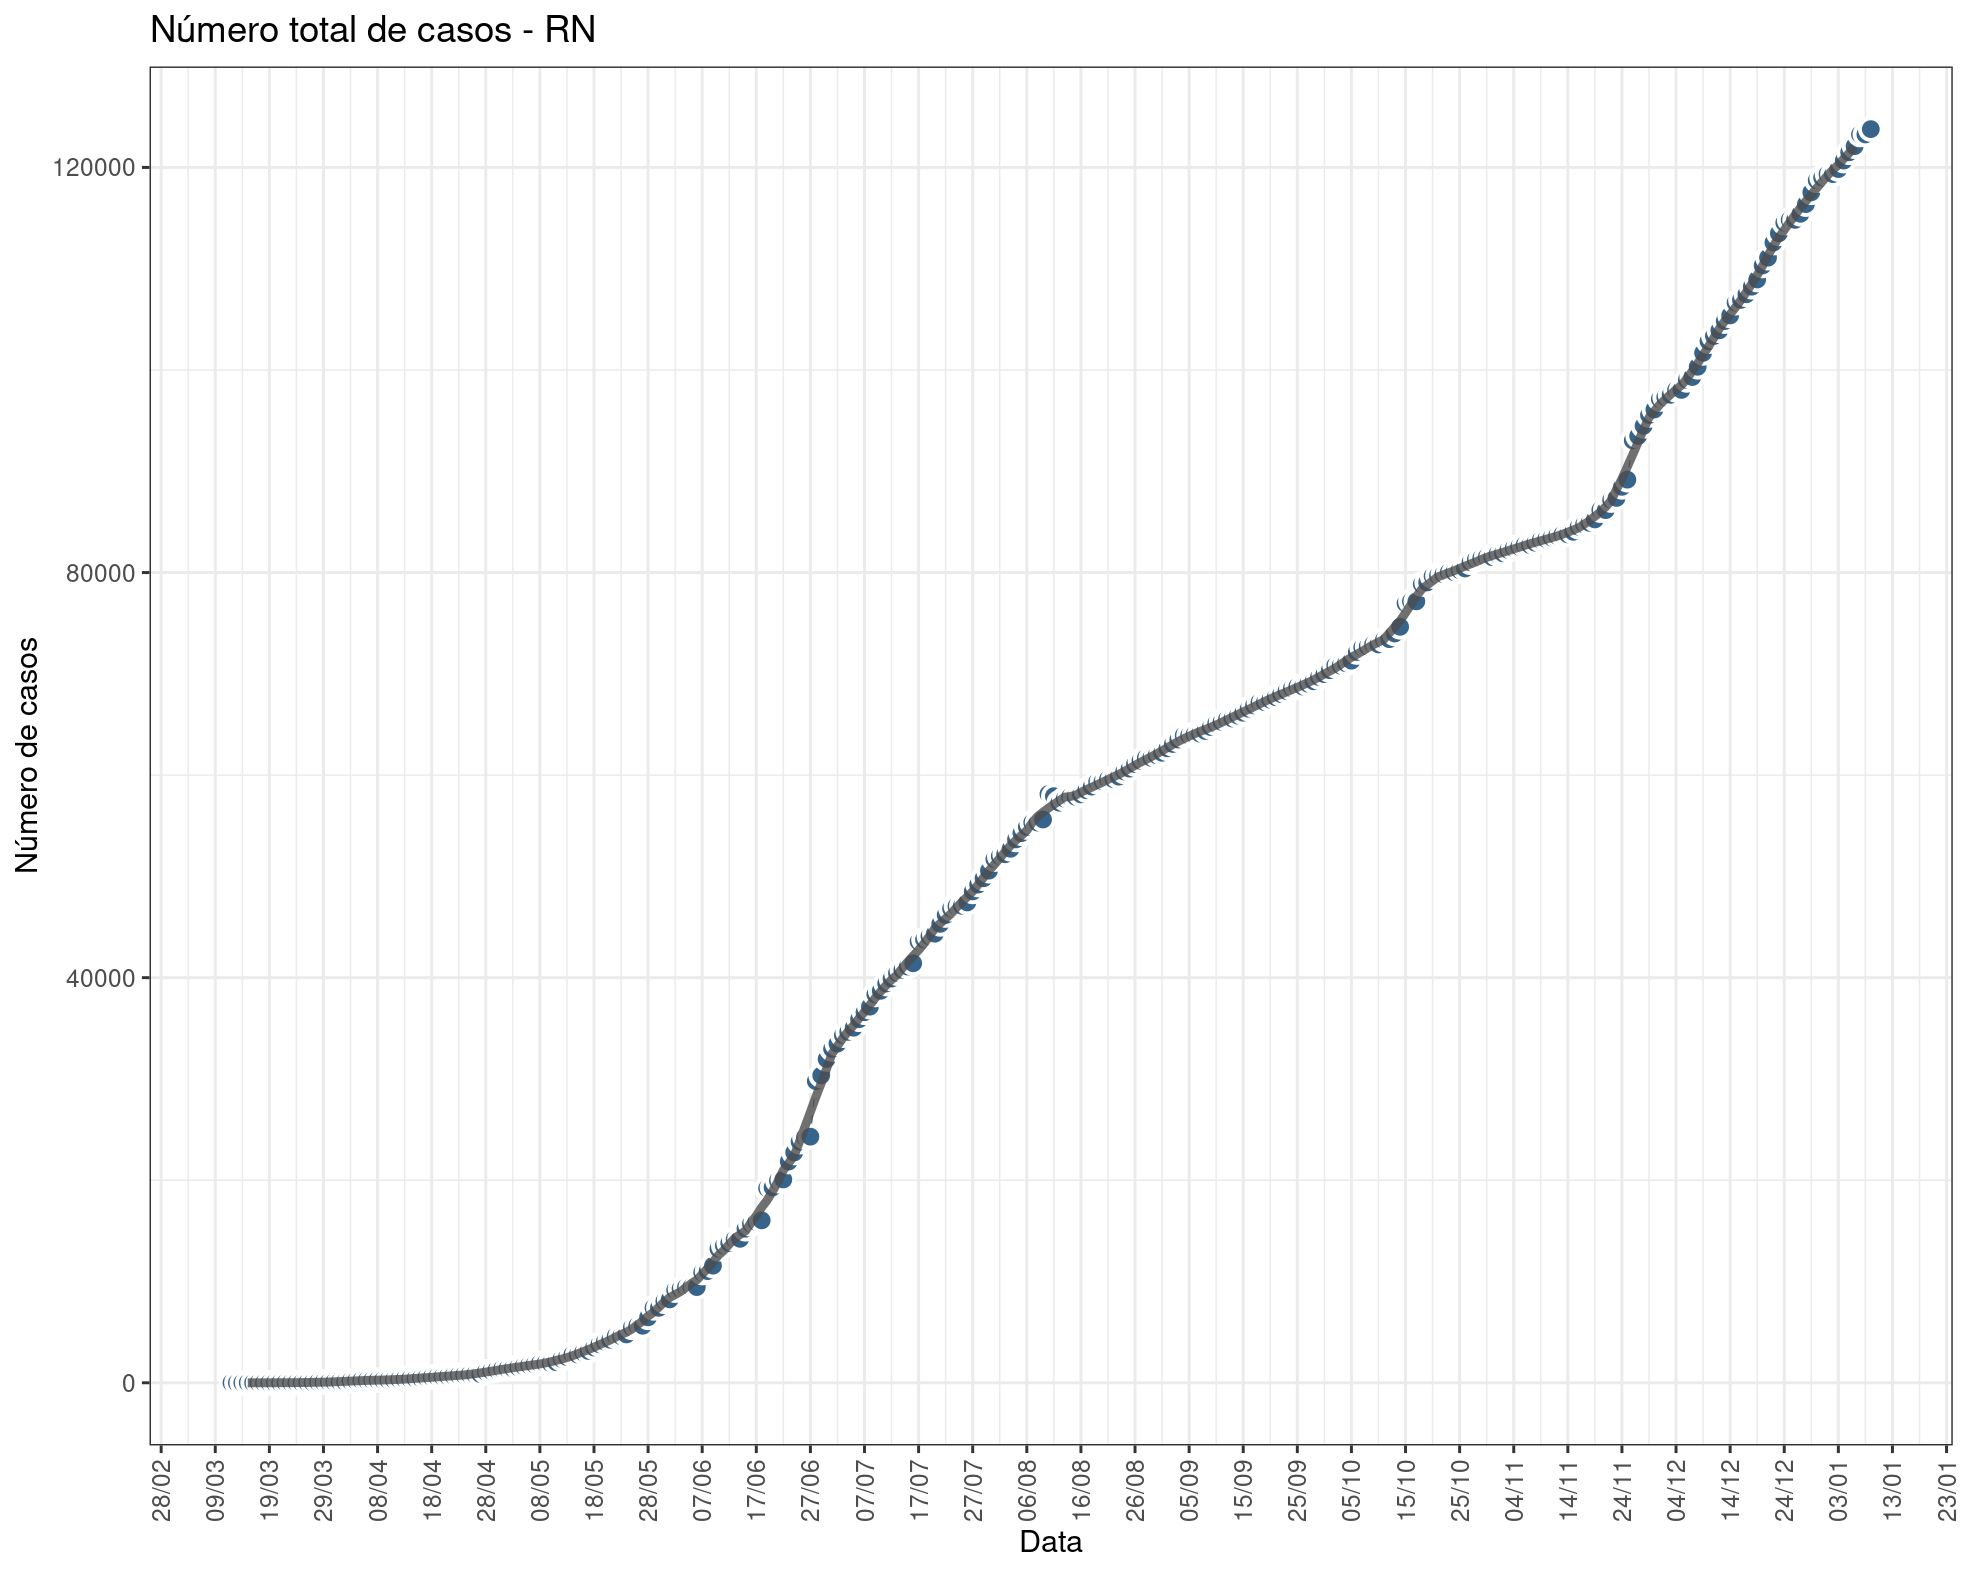 Número total de casos - RN
Número de casos
120000
80000
40000
0
28/02 09/03 19/03 29/03 08/04 18/04 28/04 08/05 18/05 28/05 07/06 17/06 27/06 07/07 17/07 27/07 06/08 16/08 26/08 05/09 15/09 25/09 05/10 15/10 25/10 04/11 14/11 24/11 04/12 14/12 24/12 03/01 13/01 23/01
Data